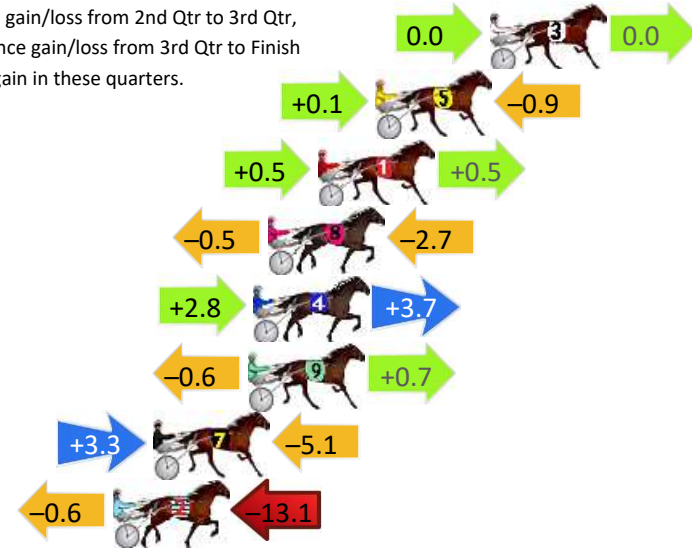 gain/loss from 2nd Qtr to 3rd Qtr,
nce gain/loss from 3rd Qtr to Finish
gain in these quarters.
0.0 3 0.0
+0.1 5 –0.9
+0.5 1 +0.5
–0.5 8 –2.7
+2.8 4 +3.7
–0.6 9 +0.7
+3.3 7 –5.1
–0.6 2 –13.1